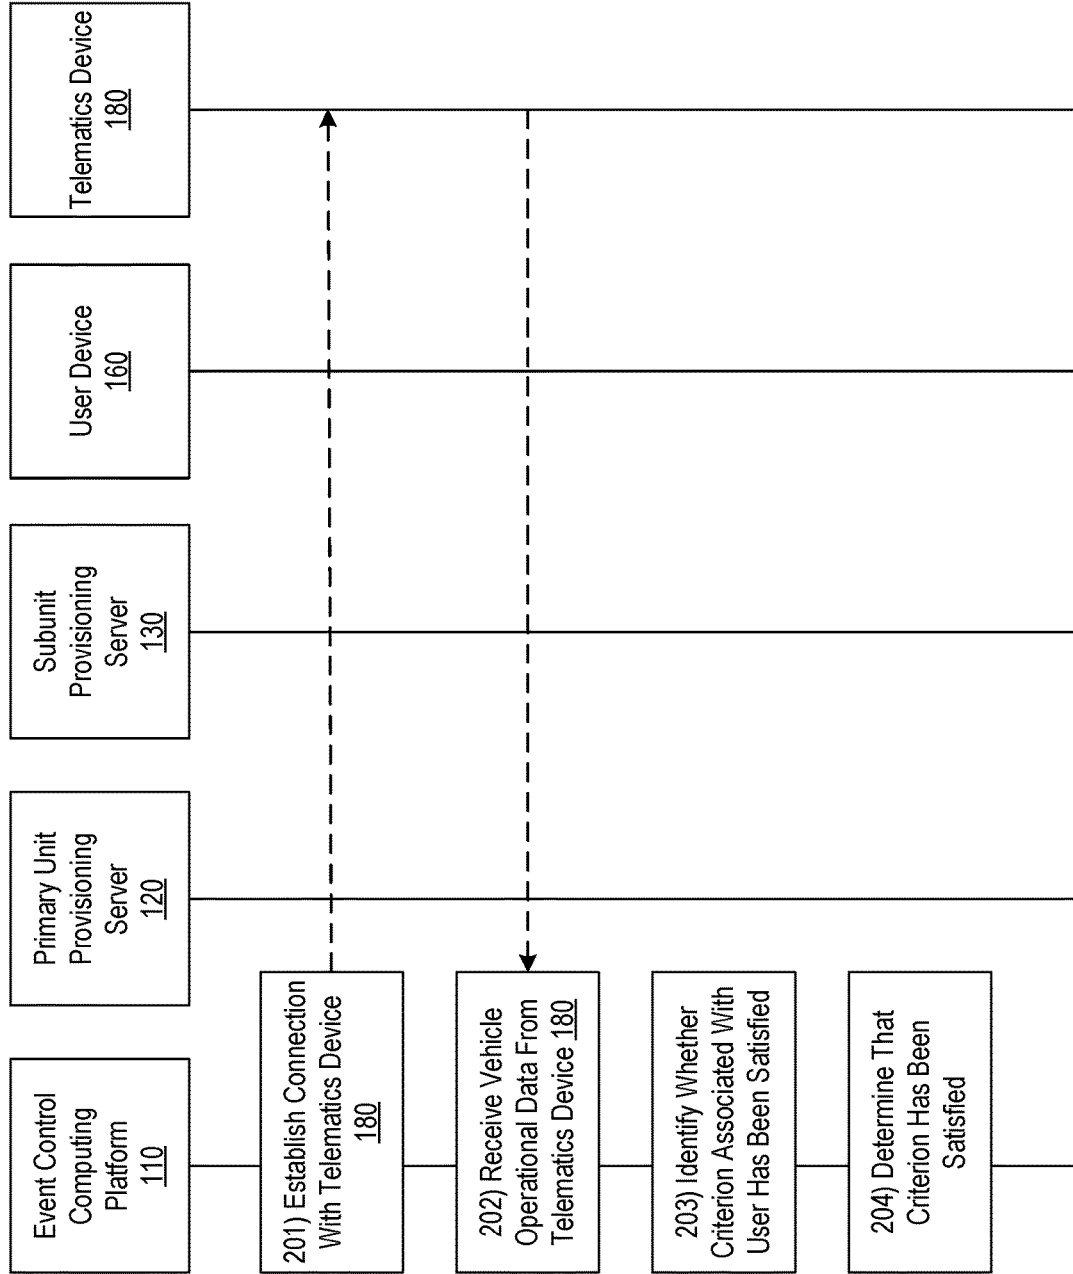 Event Control
Computing
Platform
110
Primary Unit
Provisioning
Server
120
Subunit
Provisioning
Server
130
User Device
160
Telematics Device
180
201) Establish Connection
With Telematics Device
180
202) Receive Vehicle
Operational Data From
Telematics Device 180
203) Identify Whether
Criterion Associated With
User Has Been Satisfied
204) Determine That
Criterion Has Been
Satisfied